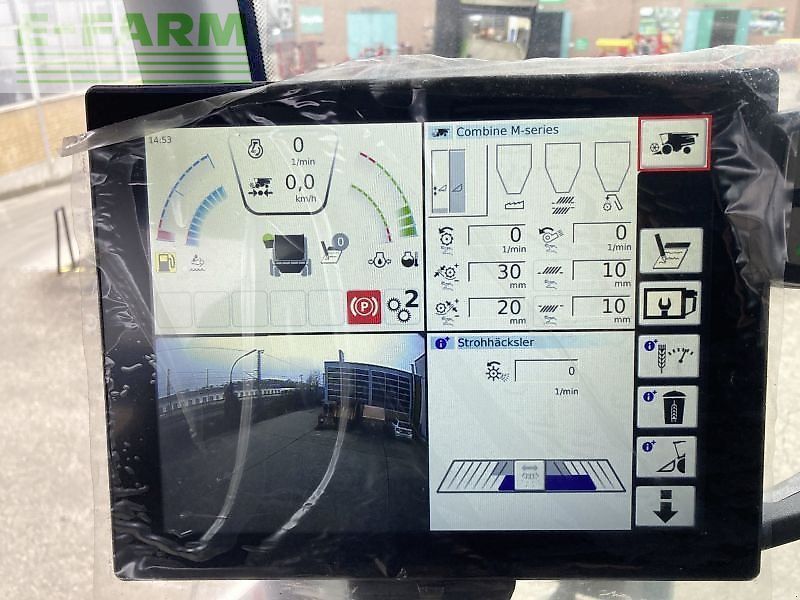 E-FARM
14:53
0
1/min
0,0
km/h
0
P
2
Combine M-series
0
1/min
0
1/min
30
mm
10
mm
20
mm
10
mm
Strohhäcksler
0
1/min